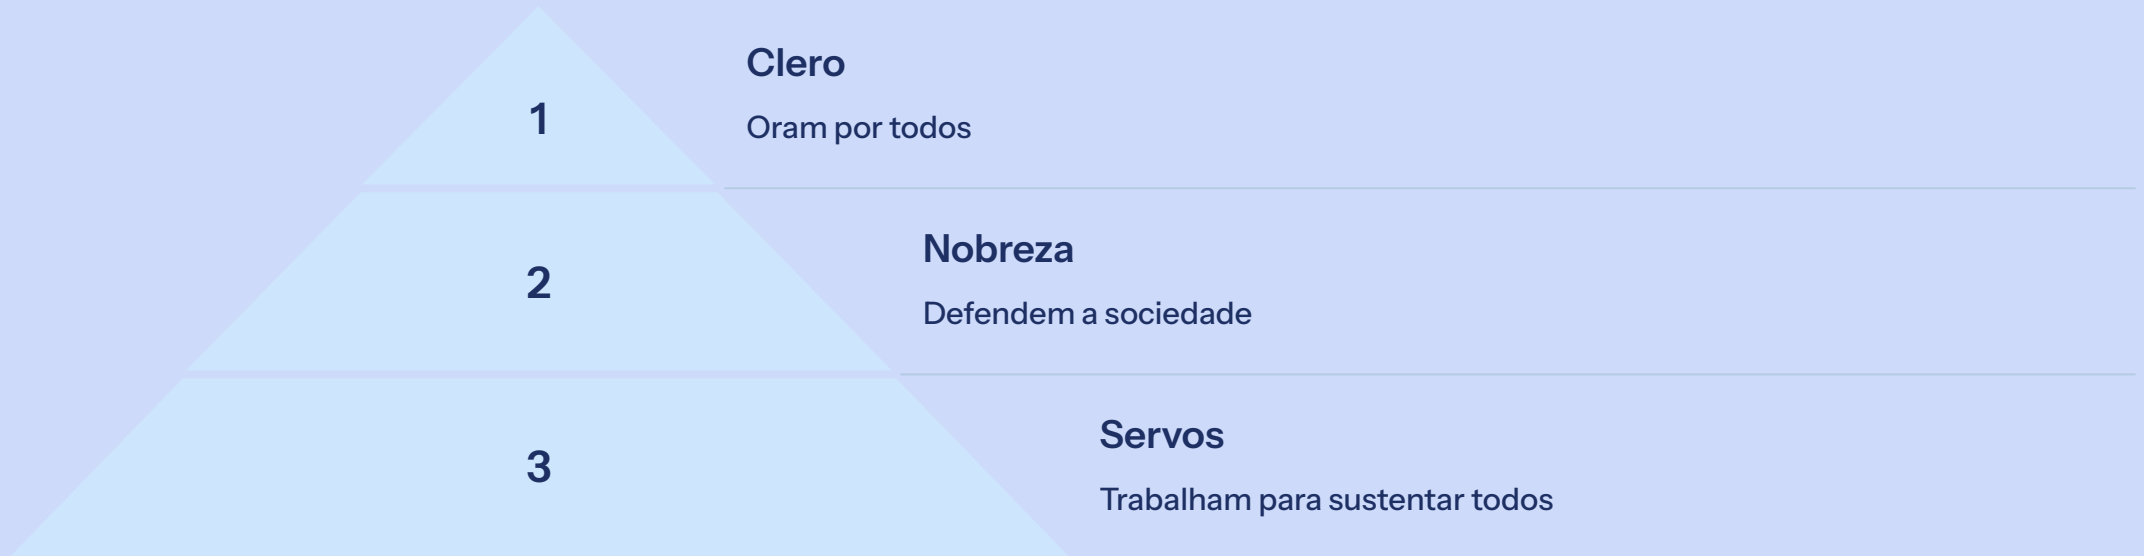 1
Clero
Oram por todos
2
Nobreza
Defendem a sociedade
3
Servos
Trabalham para sustentar todos